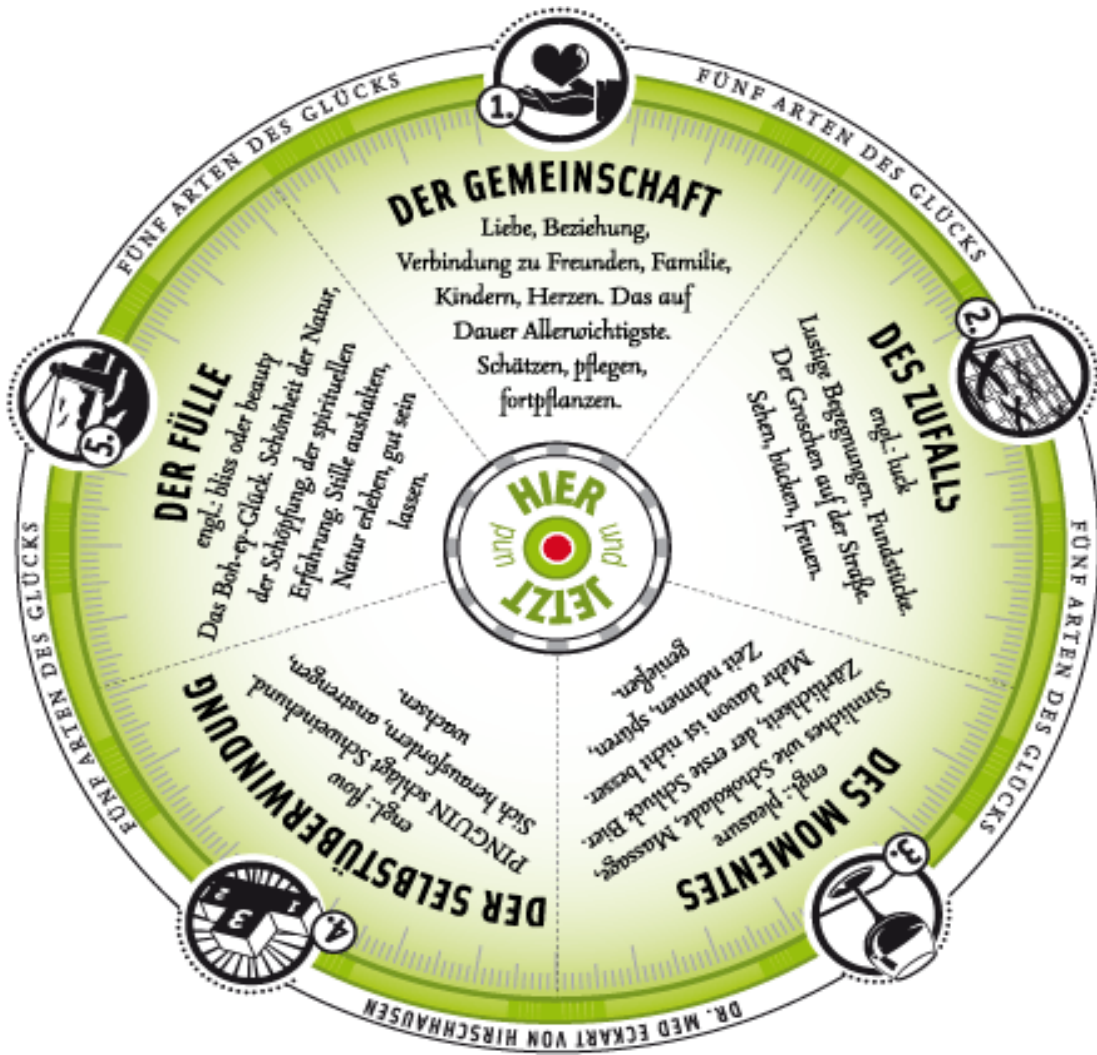 FÜNF ARTEN DES GLÜCKS
FÜNF ARTEN DES GLÜCKS
FÜNF ARTEN DES GLÜCKS
DR. MED ECKART VON HIRSCHHAUSEN
FÜNF ARTEN DES GLÜCKS
1.
DER GEMEINSCHAFT
Liebe, Beziehung,
Verbindung zu Freunden, Familie,
Kindern, Herzen. Das auf
Dauer Allerwichtigste.
Schätzen, pflegen,
fortpflanzen.
2.
DES ZUFALLS
engl.: luck
Lustige Begegnungen. Fundstücke.
Der Groschen auf der Straße.
Sehen, bücken, freuen.
3.
DES MOMENTES
engl.: pleasure
Sinnliches wie Schokolade, Massage,
Zärtlichkeit, der erste Schluck Bier.
Mehr davon ist nicht besser.
Zeit nehmen, spüren,
genießen.
4.
2 3 1
DER SELBSTÜBERWINDUNG
engl.: flow
PINGUIN schlägt Schweinehund.
Sich herausfordern, anstrengen,
wachsen.
5.
DER FÜLLE
engl.: bliss oder beauty
Das Boh-ey-Glück. Schönheit der Natur,
der Schöpfung, der spirituellen
Erfahrung. Stille aushalten,
Natur erleben, gut sein
lassen.
HIER
und
JETZT
und